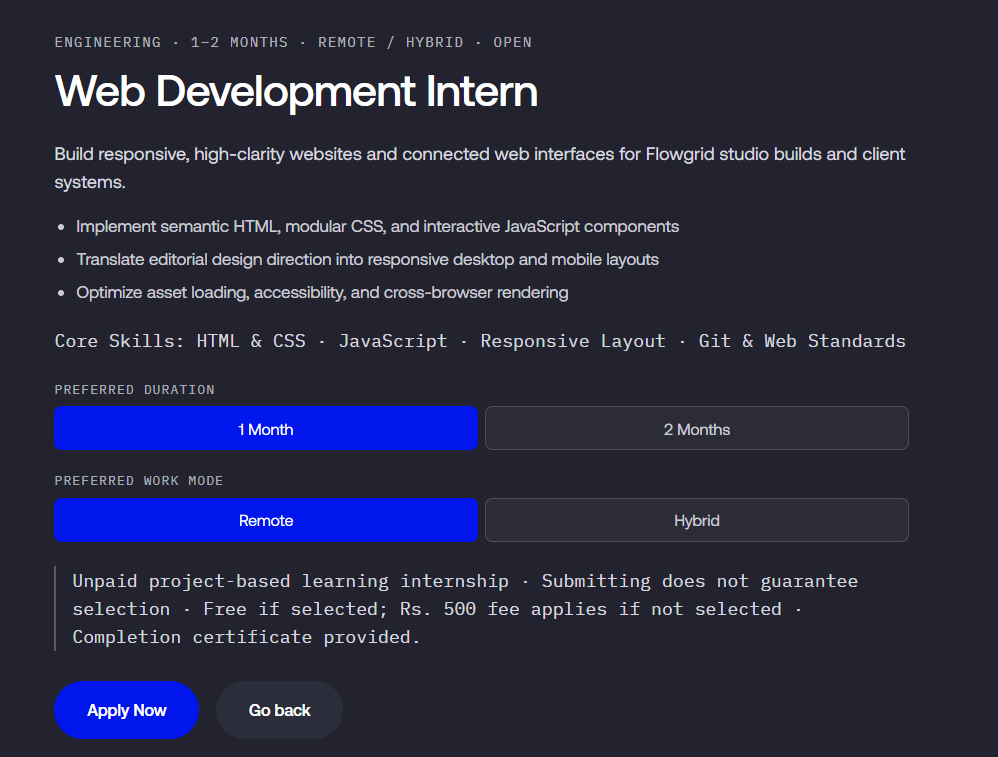 ENGINEERING · 1–2 MONTHS · REMOTE / HYBRID · OPEN
Web Development Intern
Build responsive, high-clarity websites and connected web interfaces for Flowgrid studio builds and client
systems.
• Implement semantic HTML, modular CSS, and interactive JavaScript components
• Translate editorial design direction into responsive desktop and mobile layouts
• Optimize asset loading, accessibility, and cross-browser rendering
Core Skills: HTML & CSS · JavaScript · Responsive Layout · Git & Web Standards
PREFERRED DURATION
1 Month
2 Months
PREFERRED WORK MODE
Remote
Hybrid
Unpaid project-based learning internship · Submitting does not guarantee
selection · Free if selected; Rs. 500 fee applies if not selected ·
Completion certificate provided.
Apply Now
Go back